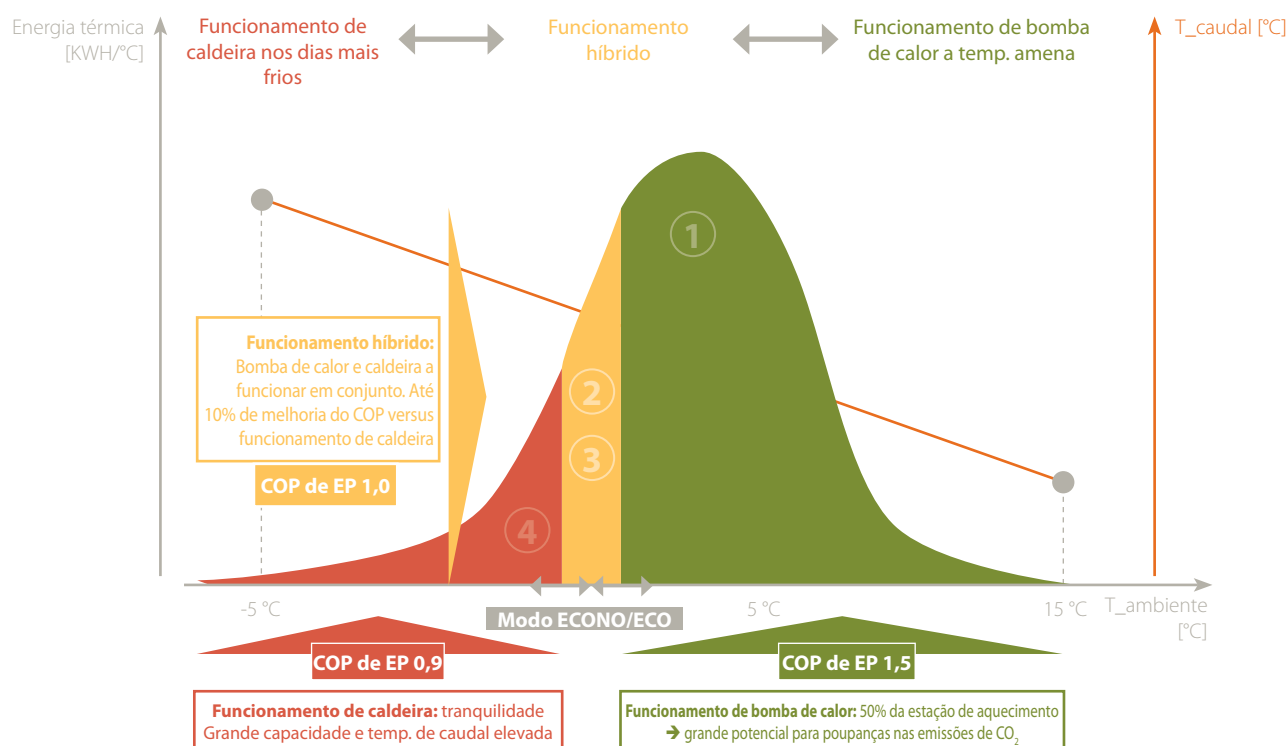 Energia térmica
[KWH/°C]
Funcionamento de
caldeira nos dias mais
frios
Funcionamento
híbrido
Funcionamento de bomba
de calor a temp. amena
T_caudal [°C]
1
2
3
4
Funcionamento híbrido:
Bomba de calor e caldeira a
funcionar em conjunto. Até
10% de melhoria do COP versus
funcionamento de caldeira
COP de EP 1,0
-5 °C
Modo ECONO/ECO
5 °C
15 °C
T_ambiente
[°C]
COP de EP 0,9
COP de EP 1,5
Funcionamento de caldeira: tranquilidade
Grande capacidade e temp. de caudal elevada
Funcionamento de bomba de calor: 50% da estação de aquecimento
➔ grande potencial para poupanças nas emissões de CO₂